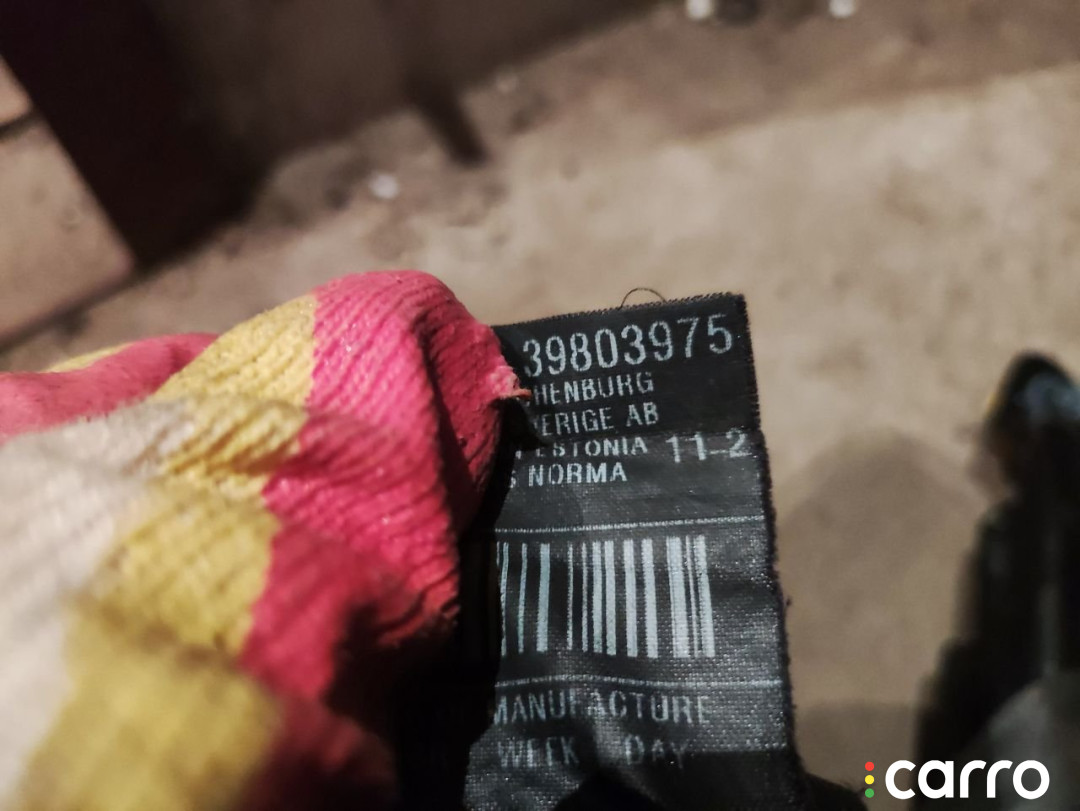 39803975
HENBURG
ERIGE AB
ESTONIA 11-2
NORMA
MANUFACTURE
WEEK DAY
carro